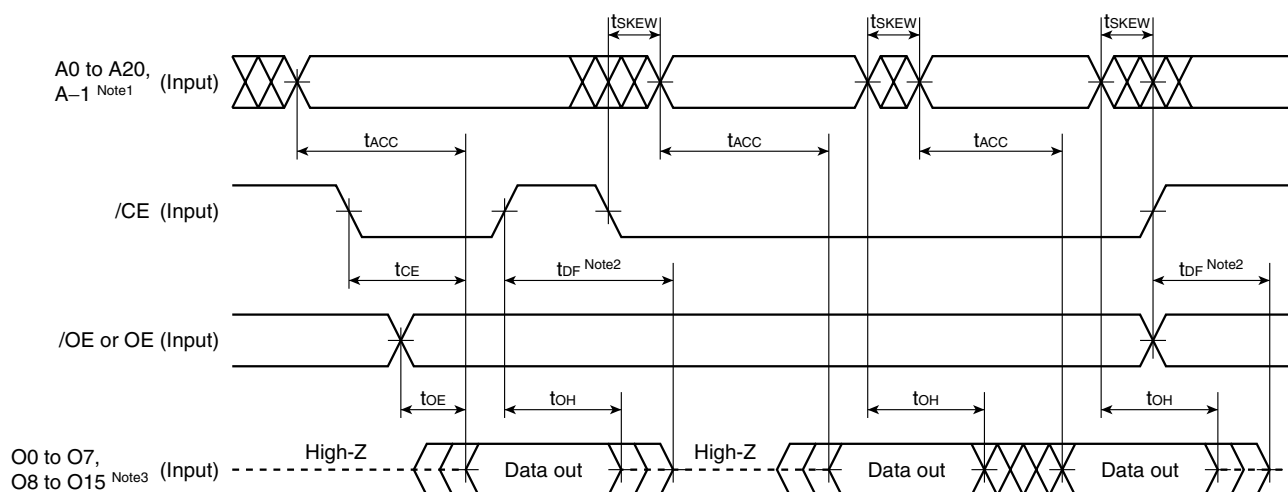 tSKEW tSKEW tSKEW
A0 to A20,
A–1 Note1 (Input)
tACC tACC tACC
/CE (Input)
tCE tDF Note2 tDF Note2
/OE or OE (Input)
tOE tOH tOH tOH
O0 to O7,
O8 to O15 Note3 (Input)
High-Z Data out High-Z Data out Data out